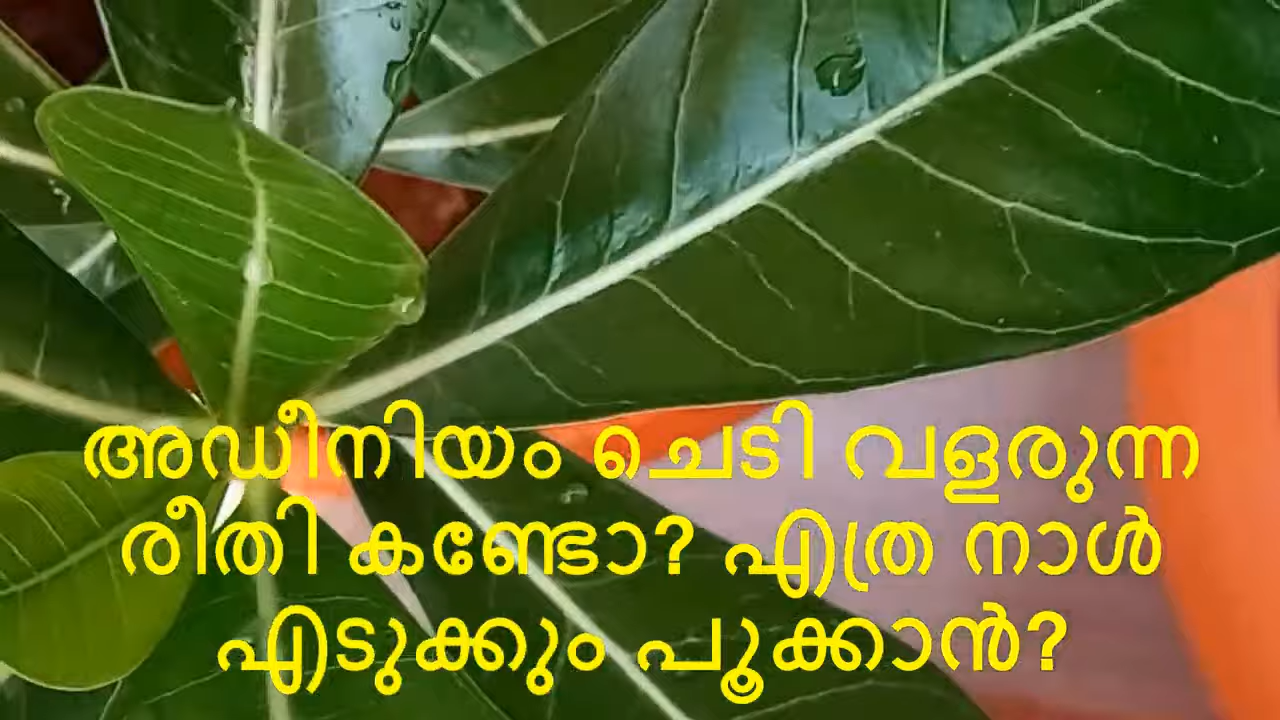 അഡീനിയം ചെടി വളരുന്ന
രീതി കണ്ടോ? എത്ര നാൾ
എടുക്കും പൂക്കാൻ?